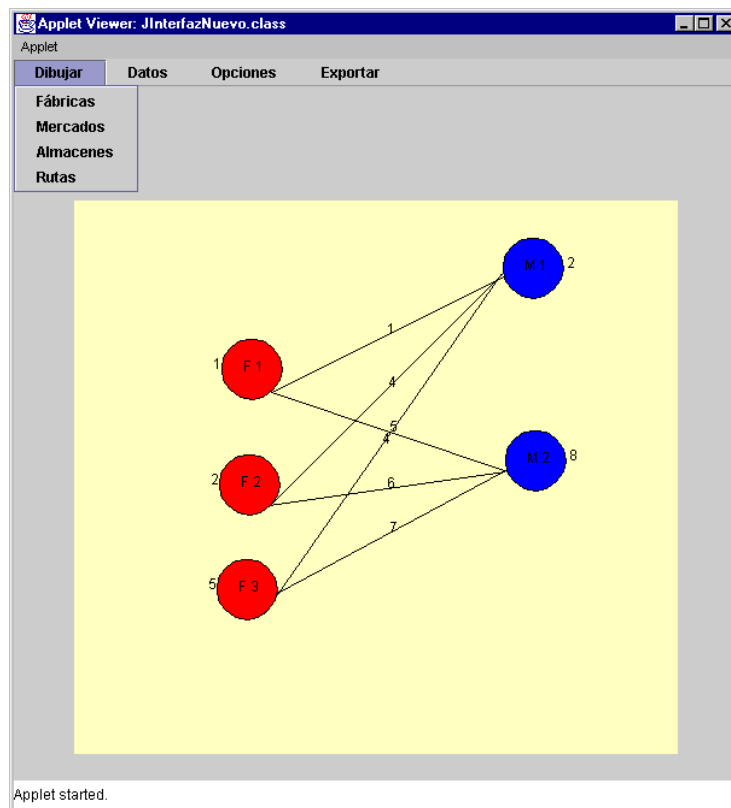 Applet Viewer: JInterfazNuevo.class
Applet
Dibujar Datos Opciones Exportar
Fábricas
Mercados
Almacenes
Rutas
M 1 2
1
1 F 1
4
5
4
M 2 8
2 F 2
6
7
5 F 3
Applet started.